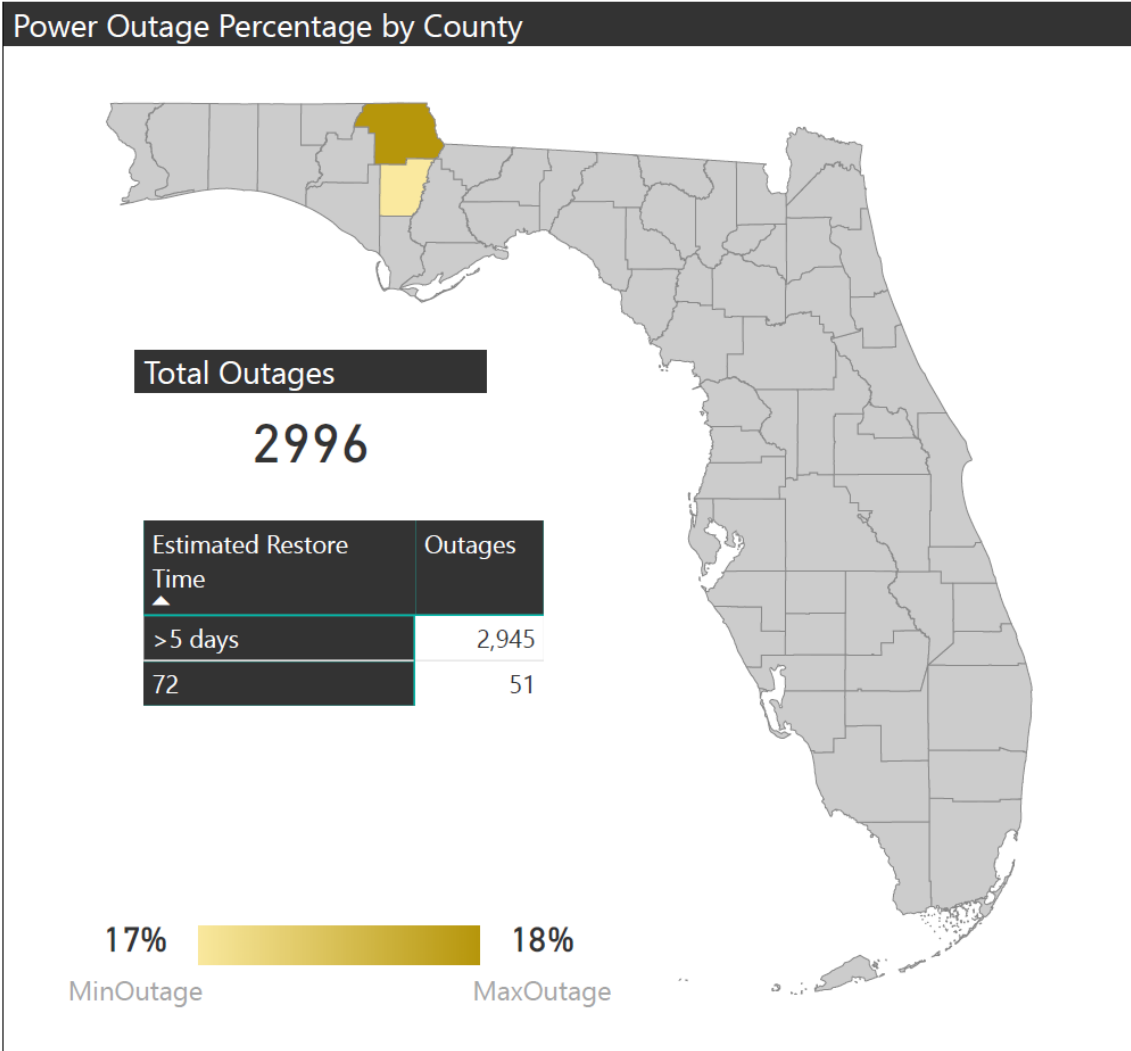 Power Outage Percentage by County
Total Outages
2996
Estimated Restore Outages
Time
>5 days 2,945
72 51
17% 18%
MinOutage MaxOutage